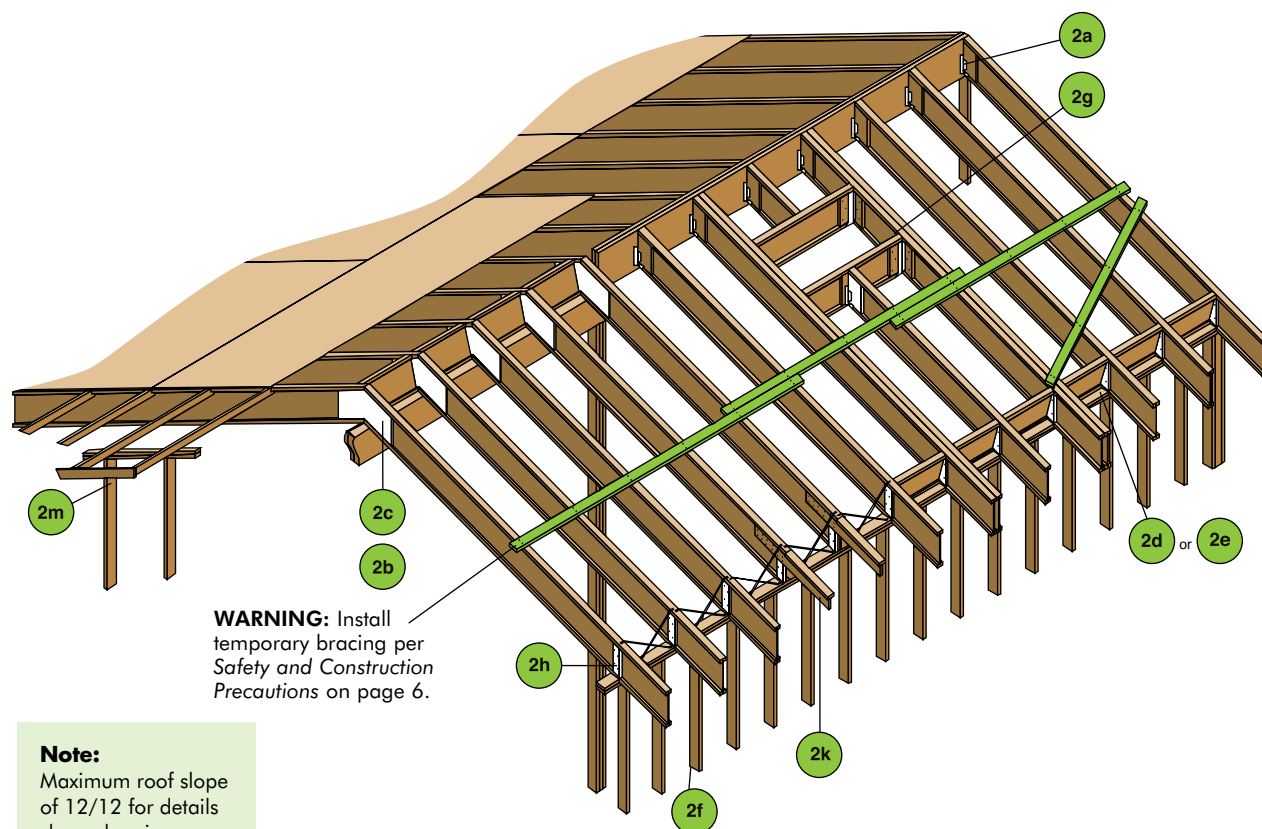 2a
2g
2m
2c
2b
2d or 2e
WARNING: Install
temporary bracing per
Safety and Construction
Precautions on page 6.
2h
2k
2f
Note:
Maximum roof slope
of 12/12 for details